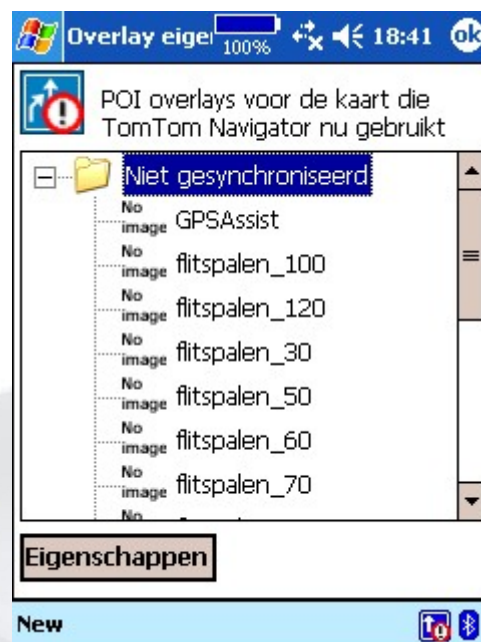 Overlay eige 100% 18:41 ok
POI overlays voor de kaart die
TomTom Navigator nu gebruikt
Niet gesynchroniseerd
No image GPSAssist
No image flitspalen_100
No image flitspalen_120
No image flitspalen_30
No image flitspalen_50
No image flitspalen_60
No image flitspalen_70
No
Eigenschappen
New